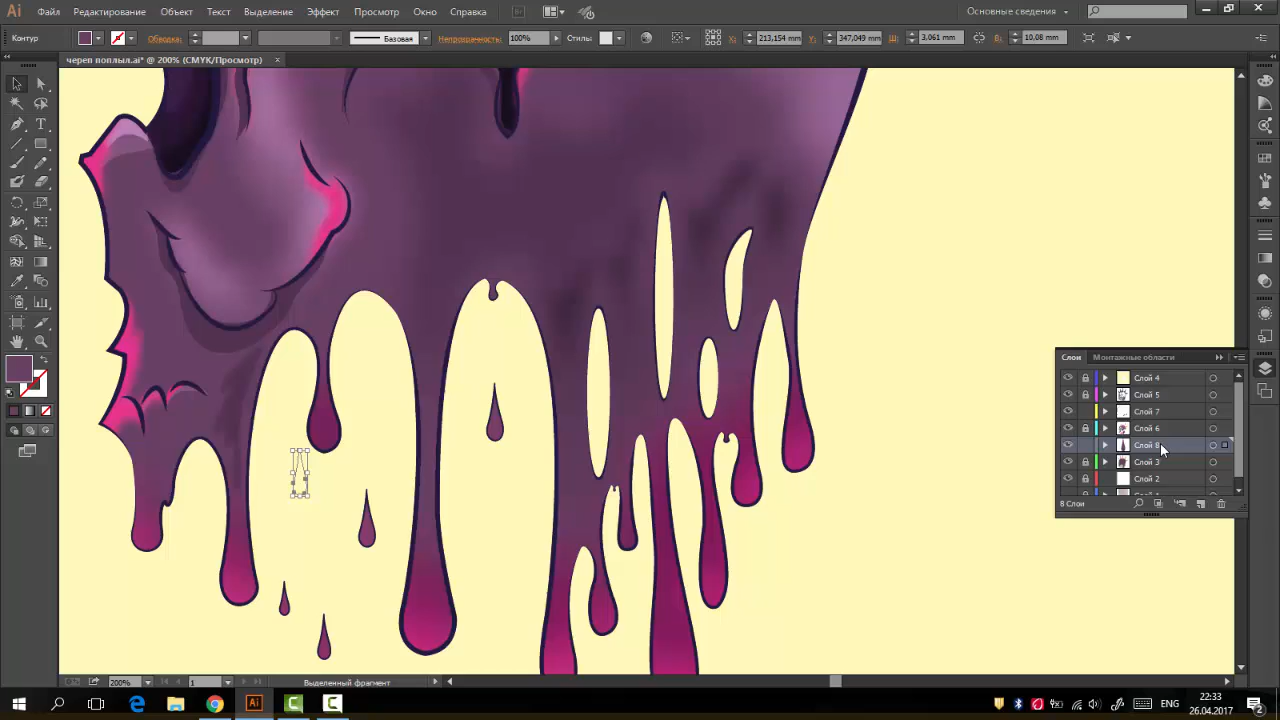 Файл Редактирование Объект Текст Выделение Эффект Просмотр Окно Справка Основные сведения
Контур Обводка: Базовая Непрозрачность: 100% Стили: X: 213,154 mm Y: 347,049 mm Ш: 3,061 mm В: 10,08 mm
череп поплыл.ai* @ 200% (CMYK/Просмотр)
Слои Монтажные области
Слой 4
Слой 5
Слой 7
Слой 6
Слой 8
Слой 3
Слой 2
8 Слои
200% 1 Выделенный фрагмент
ENG 22:33
26.04.2017